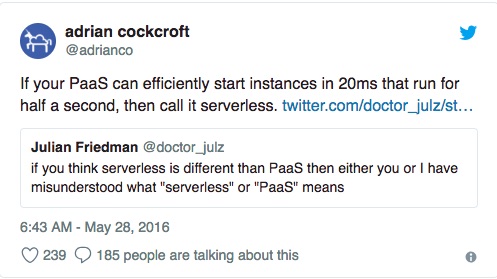 adrian cockcroft
@adrianco
If your PaaS can efficiently start instances in 20ms that run for
half a second, then call it serverless. twitter.com/doctor_julz/st…
Julian Friedman @doctor_julz
if you think serverless is different than PaaS then either you or I have
misunderstood what "serverless" or "PaaS" means
6:43 AM - May 28, 2016
239 185 people are talking about this